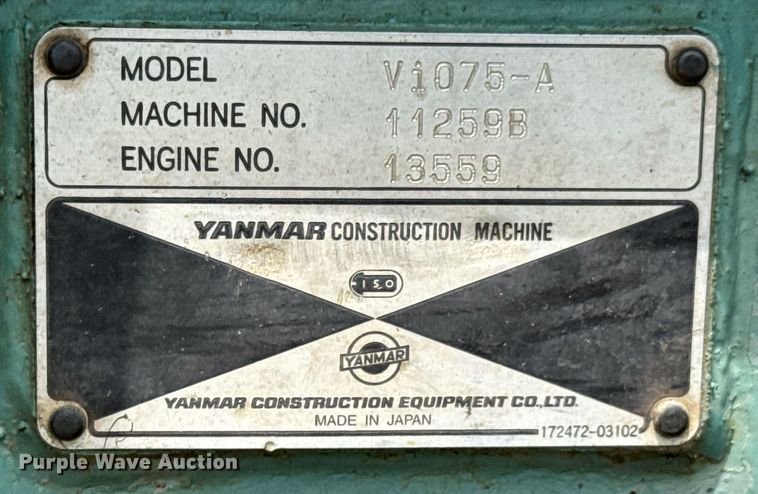 MODEL ViO75-A
MACHINE NO. 11259B
ENGINE NO. 13559
YANMAR CONSTRUCTION MACHINE
ISO
YANMAR
YANMAR CONSTRUCTION EQUIPMENT CO.,LTD.
MADE IN JAPAN
172472-03102
Purple Wave Auction